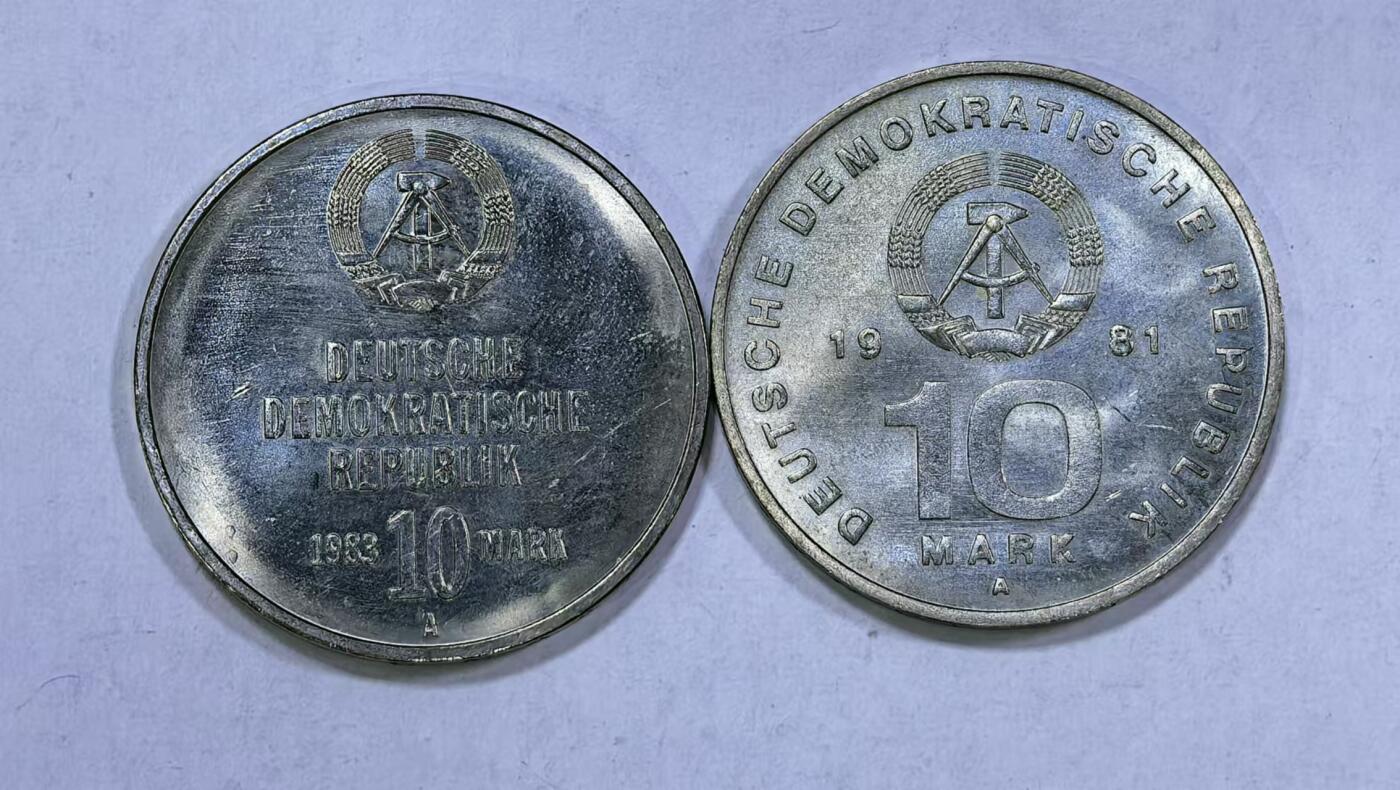 DEUTSCHE
DEMOKRATISCHE
REPUBLIK
1983 10 MARK
A
DEUTSCHE DEMOKRATISCHE REPUBLIK
19 81
10
MARK
A